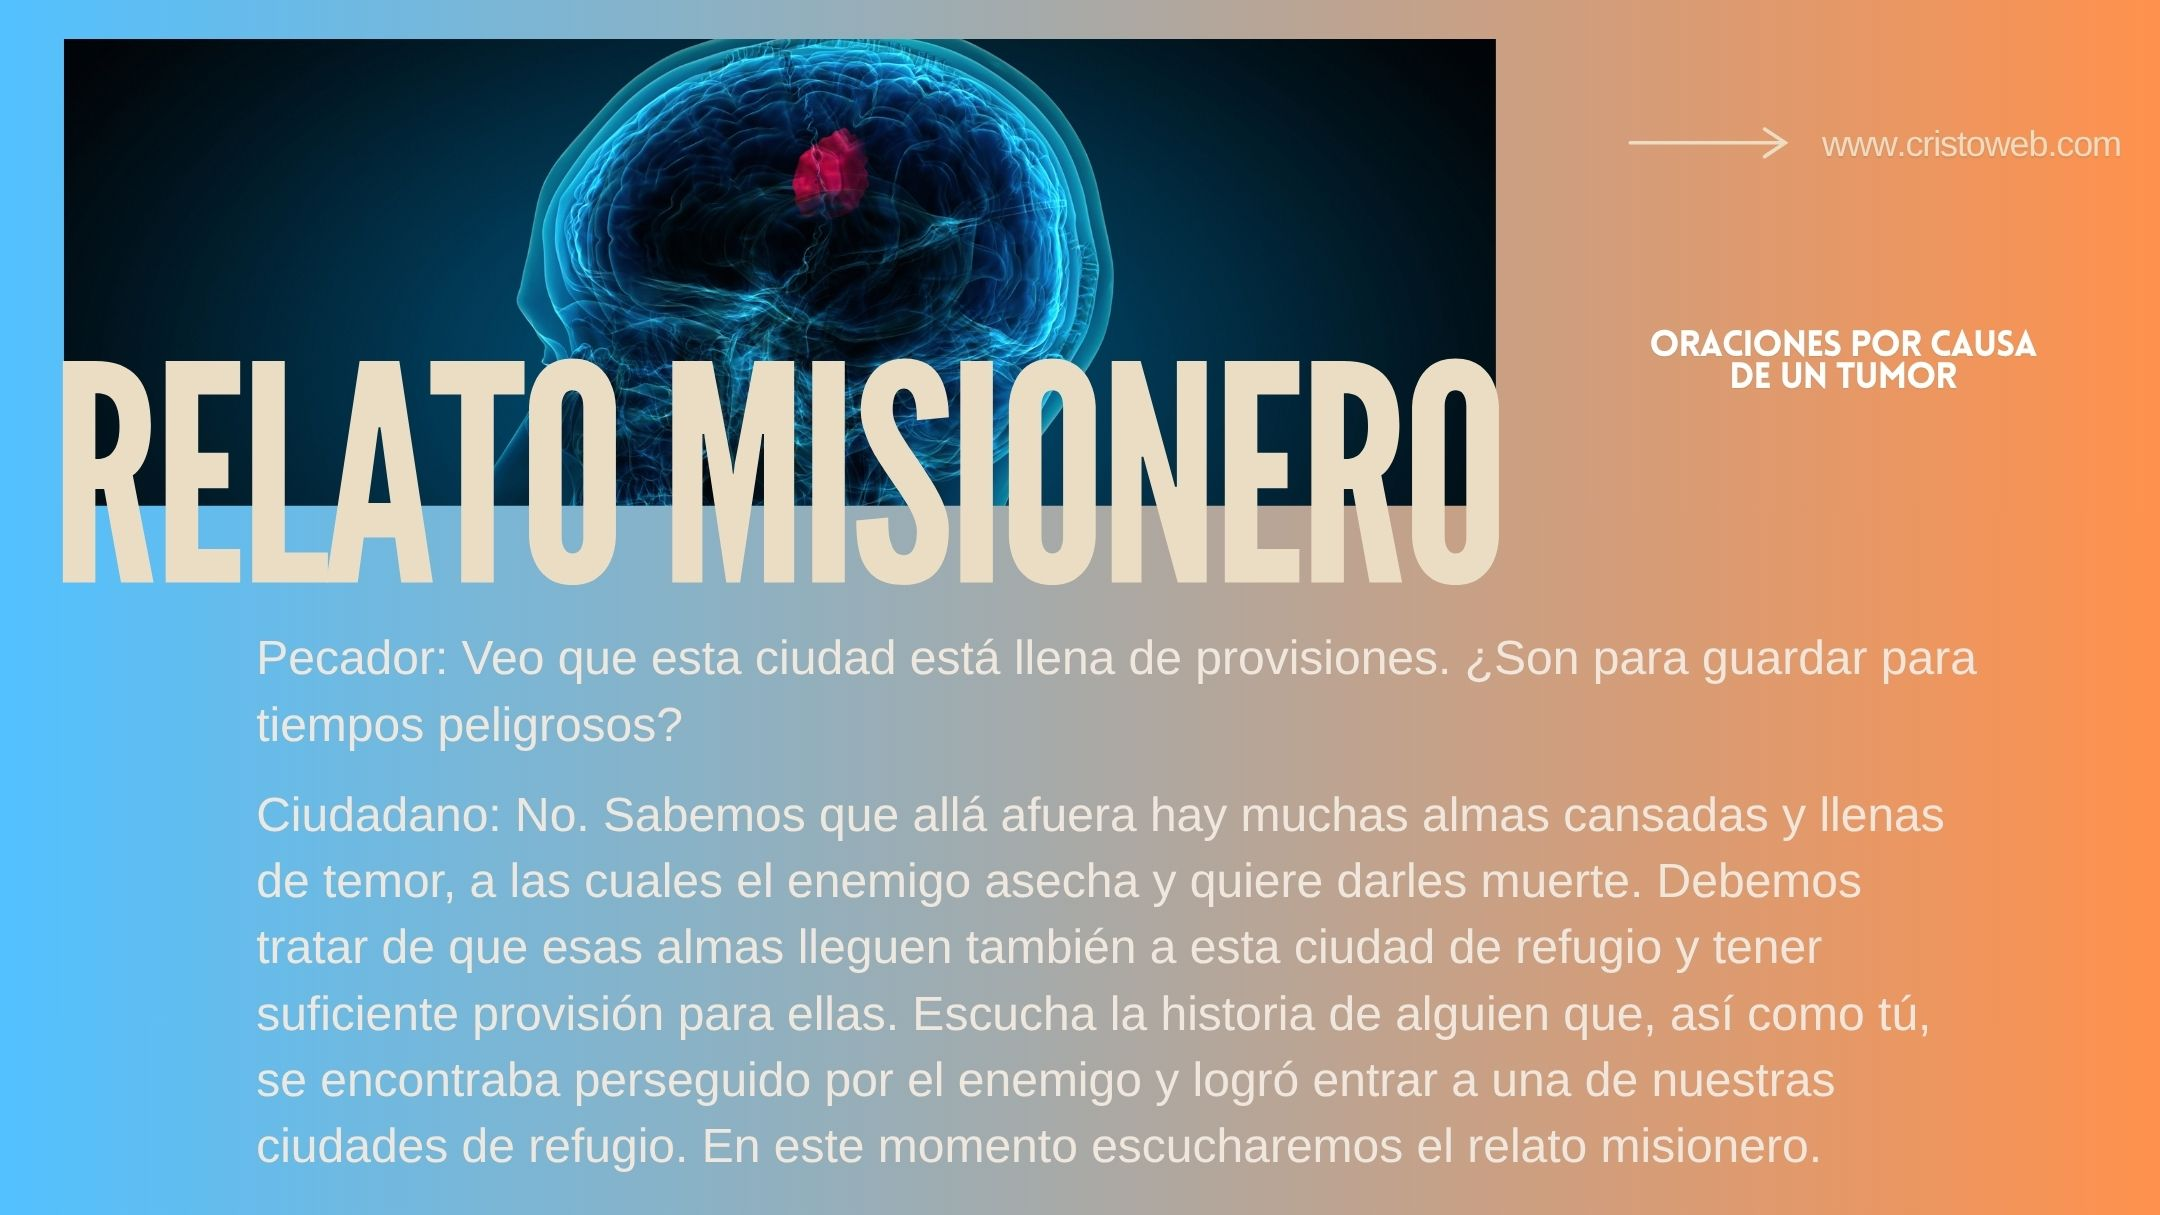 www.cristoweb.com
ORACIONES POR CAUSA
DE UN TUMOR
RELATO MISIONERO
Pecador: Veo que esta ciudad está llena de provisiones. ¿Son para guardar para
tiempos peligrosos?
Ciudadano: No. Sabemos que allá afuera hay muchas almas cansadas y llenas
de temor, a las cuales el enemigo asecha y quiere darles muerte. Debemos
tratar de que esas almas lleguen también a esta ciudad de refugio y tener
suficiente provisión para ellas. Escucha la historia de alguien que, así como tú,
se encontraba perseguido por el enemigo y logró entrar a una de nuestras
ciudades de refugio. En este momento escucharemos el relato misionero.